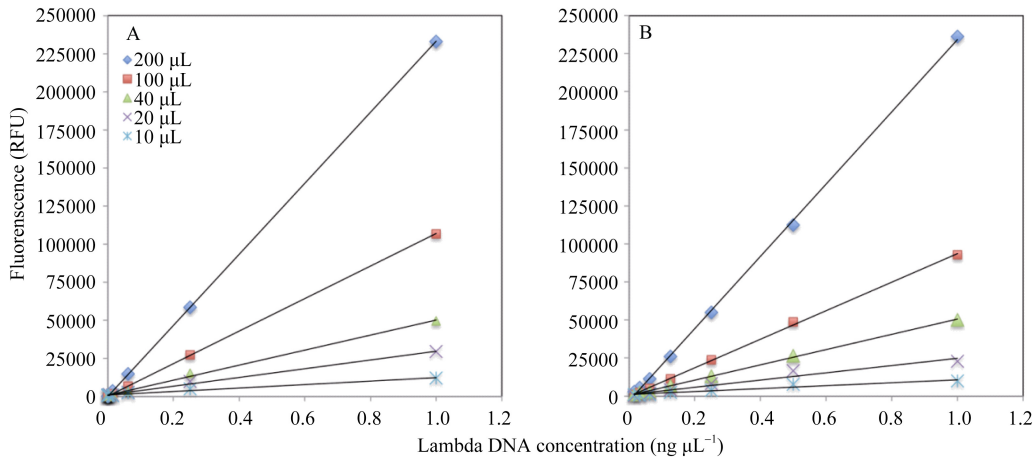 Fluorenscence (RFU)
250000
225000
200000
175000
150000
125000
100000
75000
50000
25000
0
A
200 μL
100 μL
40 μL
20 μL
10 μL
0 0.2 0.4 0.6 0.8 1.0 1.2
250000
225000
200000
175000
150000
125000
100000
75000
50000
25000
0
B
0 0.2 0.4 0.6 0.8 1.0 1.2
Lambda DNA concentration (ng μL⁻¹)